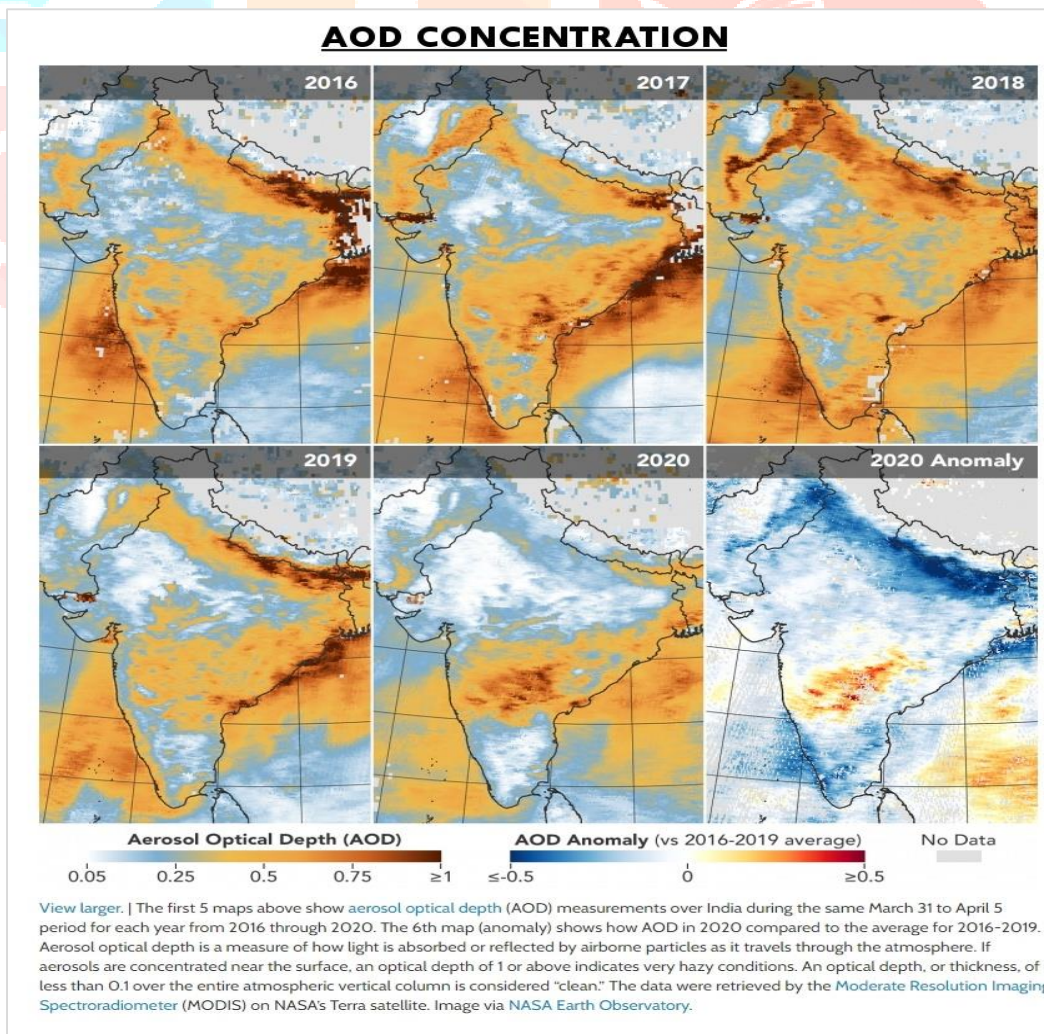 AOD CONCENTRATION
2016
2017
2018
2019
2020
2020 Anomaly
Aerosol Optical Depth (AOD)
0.05 0.25 0.5 0.75 ≥1
AOD Anomaly (vs 2016-2019 average)
≤-0.5 0 ≥0.5
No Data
View larger. | The first 5 maps above show aerosol optical depth (AOD) measurements over India during the same March 31 to April 5
period for each year from 2016 through 2020. The 6th map (anomaly) shows how AOD in 2020 compared to the average for 2016-2019.
Aerosol optical depth is a measure of how light is absorbed or reflected by airborne particles as it travels through the atmosphere. If
aerosols are concentrated near the surface, an optical depth of 1 or above indicates very hazy conditions. An optical depth, or thickness, of
less than 0.1 over the entire atmospheric vertical column is considered “clean.” The data were retrieved by the Moderate Resolution Imaging
Spectroradiometer (MODIS) on NASA’s Terra satellite. Image via NASA Earth Observatory.